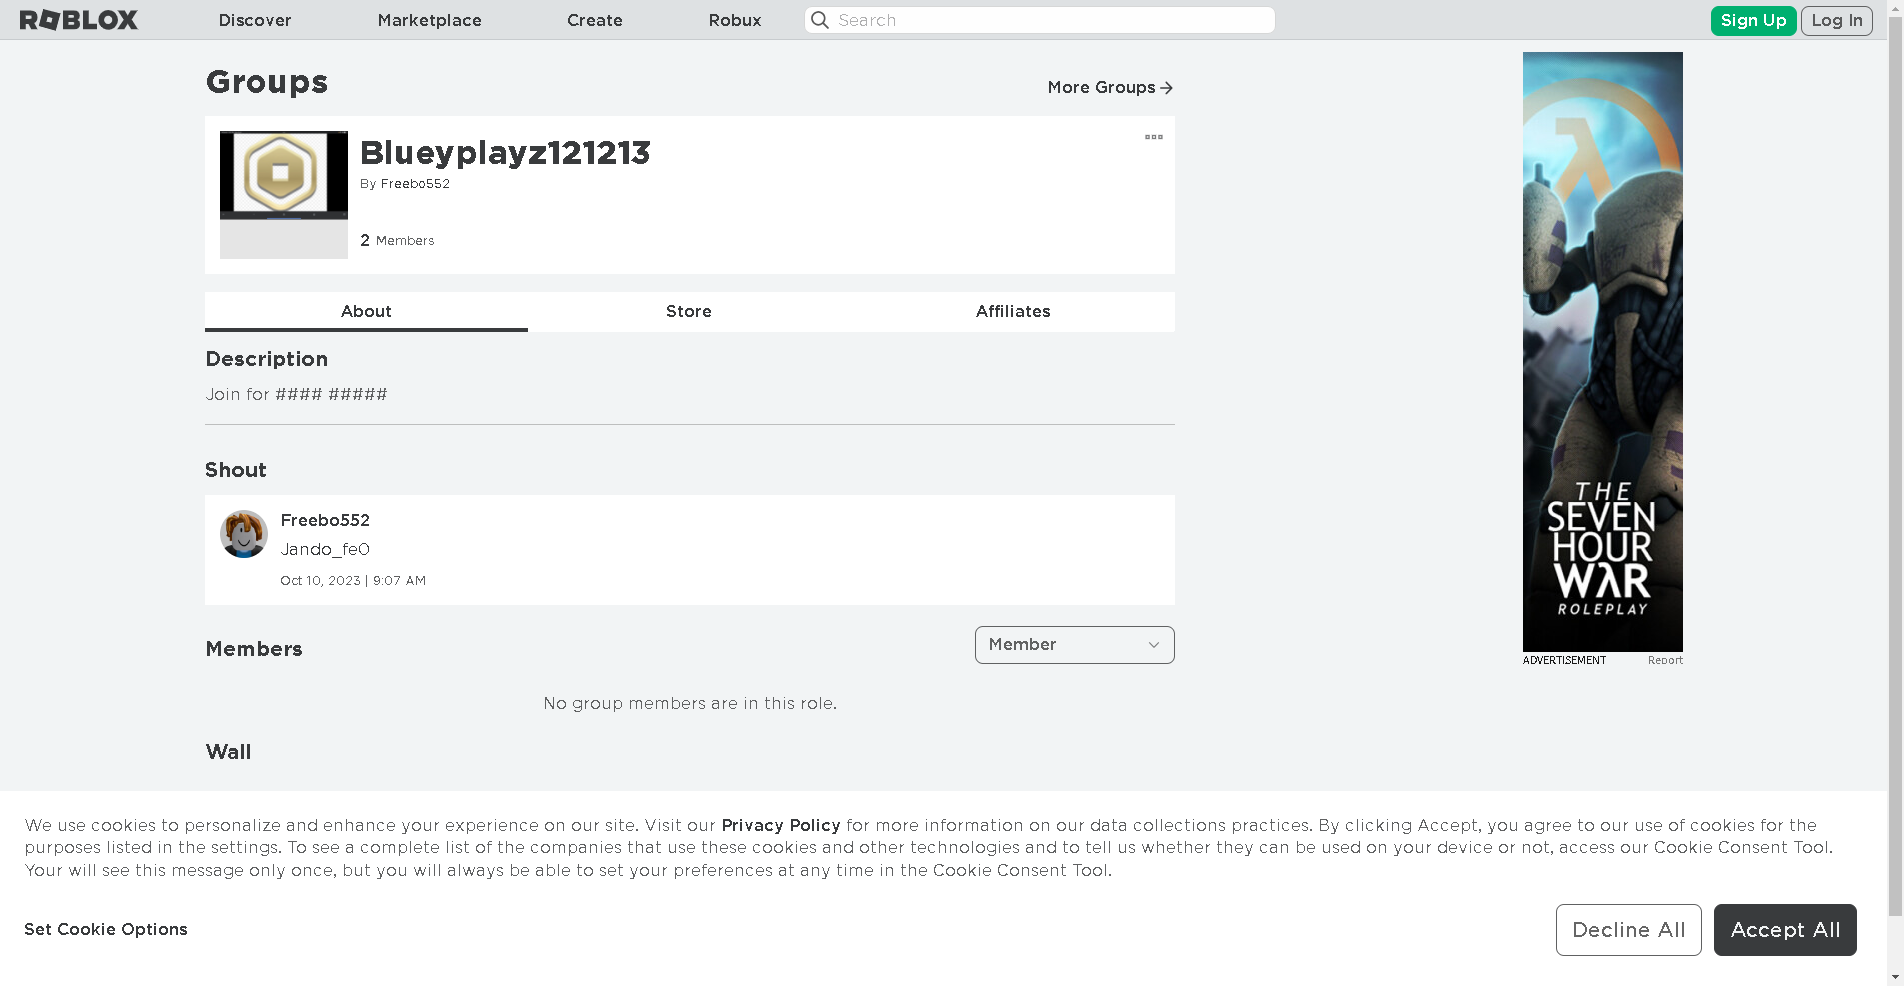 ROBLOX Discover Marketplace Create Robux Search Sign Up Log In
Groups
More Groups
Blueyplayz121213
By Freebo552
2 Members
About Store Affiliates
Description
Join for #### #####
Shout
Freebo552
Jando_fe0
Oct 10, 2023 | 9:07 AM
Members
Member
No group members are in this role.
Wall
THE
SEVEN
HOUR
WAR
ROLEPLAY
ADVERTISEMENT Report
We use cookies to personalize and enhance your experience on our site. Visit our Privacy Policy for more information on our data collections practices. By clicking Accept, you agree to our use of cookies for the
purposes listed in the settings. To see a complete list of the companies that use these cookies and other technologies and to tell us whether they can be used on your device or not, access our Cookie Consent Tool.
Your will see this message only once, but you will always be able to set your preferences at any time in the Cookie Consent Tool.
Set Cookie Options
Decline All
Accept All